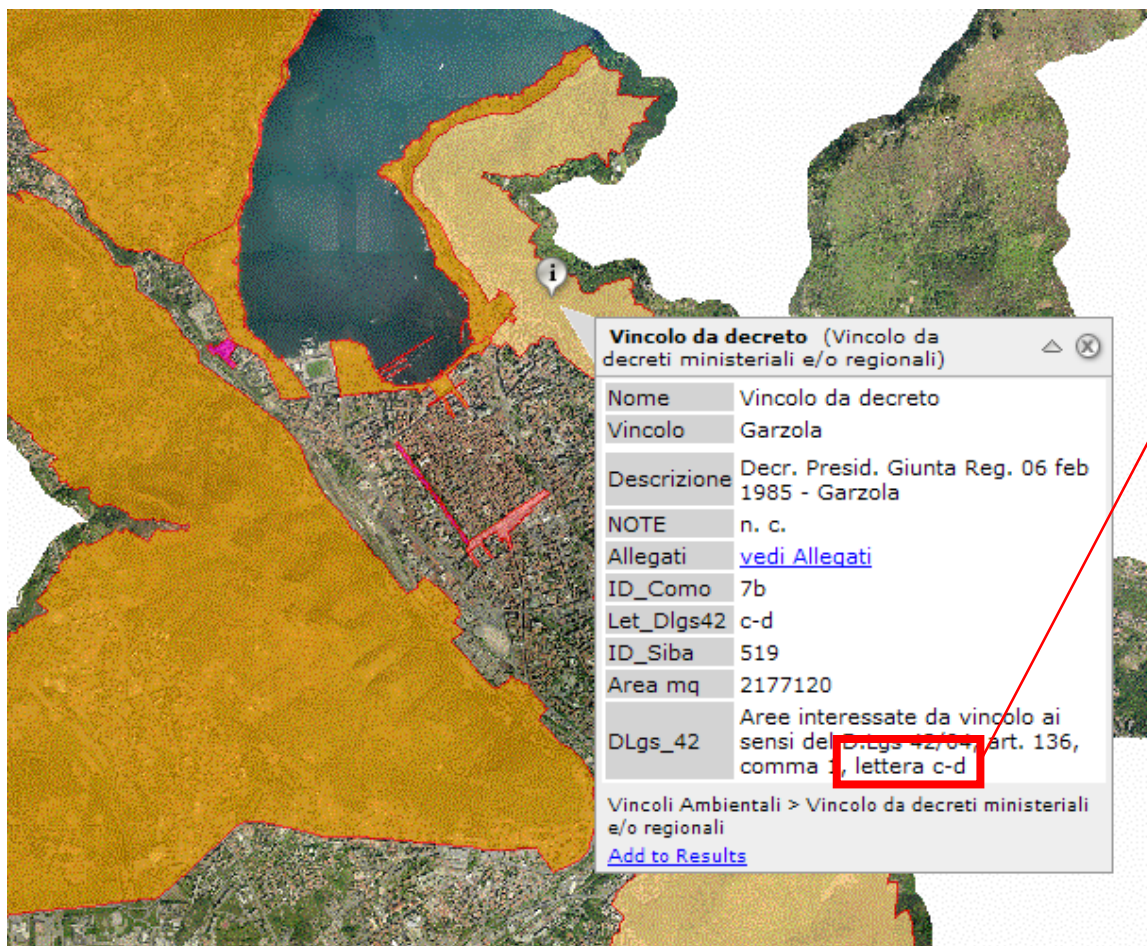 i
Vincolo da decreto (Vincolo da
decreti ministeriali e/o regionali)
Nome Vincolo da decreto
Vincolo Garzola
Descrizione Decr. Presid. Giunta Reg. 06 feb
1985 - Garzola
NOTE n. c.
Allegati vedi Allegati
ID_Como 7b
Let_Dlgs42 c-d
ID_Siba 519
Area mq 2177120
DLgs_42 Aree interessate da vincolo ai
sensi del D.Lgs 42/04, art. 136,
comma 1, lettera c-d
Vincoli Ambientali > Vincolo da decreti ministeriali
e/o regionali
Add to Results